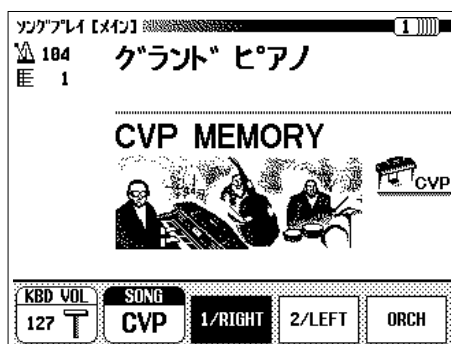 ソングプレイ [メイン]
1
104
1
グランド ピアノ
CVP MEMORY
CVP
KBD VOL
127
SONG
CVP
1/RIGHT
2/LEFT
ORCH